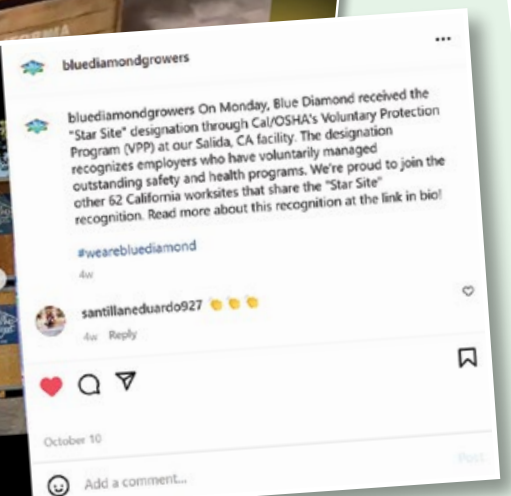 bluediamondgrowers
bluediamondgrowers On Monday, Blue Diamond received the
"Star Site" designation through Cal/OSHA's Voluntary Protection
Program (VPP) at our Salida, CA facility. The designation
recognizes employers who have voluntarily managed
outstanding safety and health programs. We're proud to join the
other 62 California worksites that share the "Star Site"
recognition. Read more about this recognition at the link in bio!
#wearebluediamond
4w
santillaneduardo927 👏👏👏
4w Reply
October 10
Add a comment...
Post